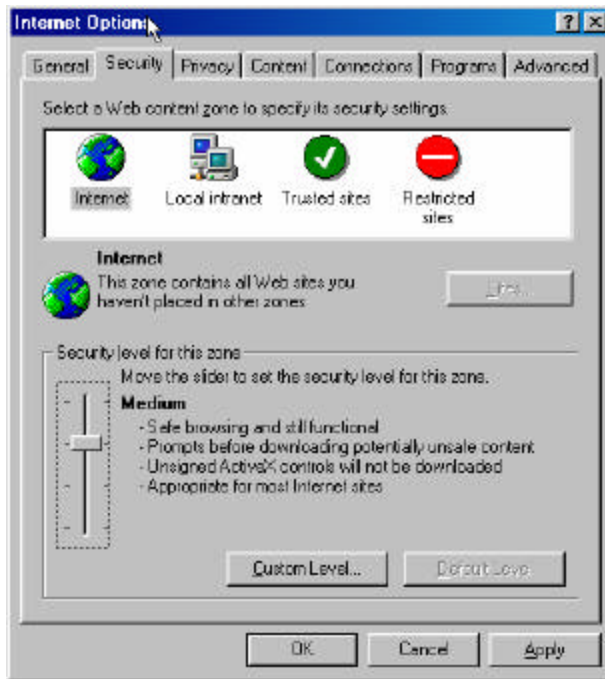 Internet Options
General Security Privacy Content Connections Programs Advanced
Select a Web content zone to specify its security settings.
Internet Local intranet Trusted sites Restricted
sites
Internet
This zone contains all Web sites you
haven't placed in other zones
Sites...
Security level for this zone
Move the slider to set the security level for this zone.
Medium
- Safe browsing and still functional
- Prompts before downloading potentially unsafe content
- Unsigned ActiveX controls will not be downloaded
- Appropriate for most Internet sites
Custom Level... Default Level
OK Cancel Apply